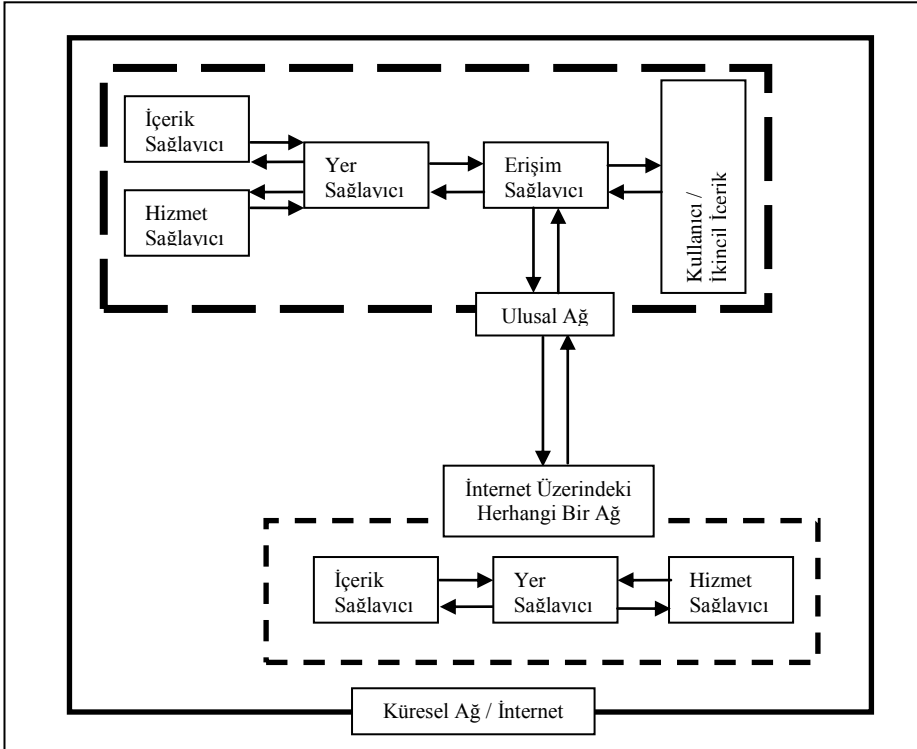 İçerik
Sağlayıcı
Yer
Sağlayıcı
Erişim
Sağlayıcı
Kullanıcı /
İkincil İçerik
Hizmet
Sağlayıcı
Ulusal Ağ
İnternet Üzerindeki
Herhangi Bir Ağ
İçerik
Sağlayıcı
Yer
Sağlayıcı
Hizmet
Sağlayıcı
Küresel Ağ / İnternet